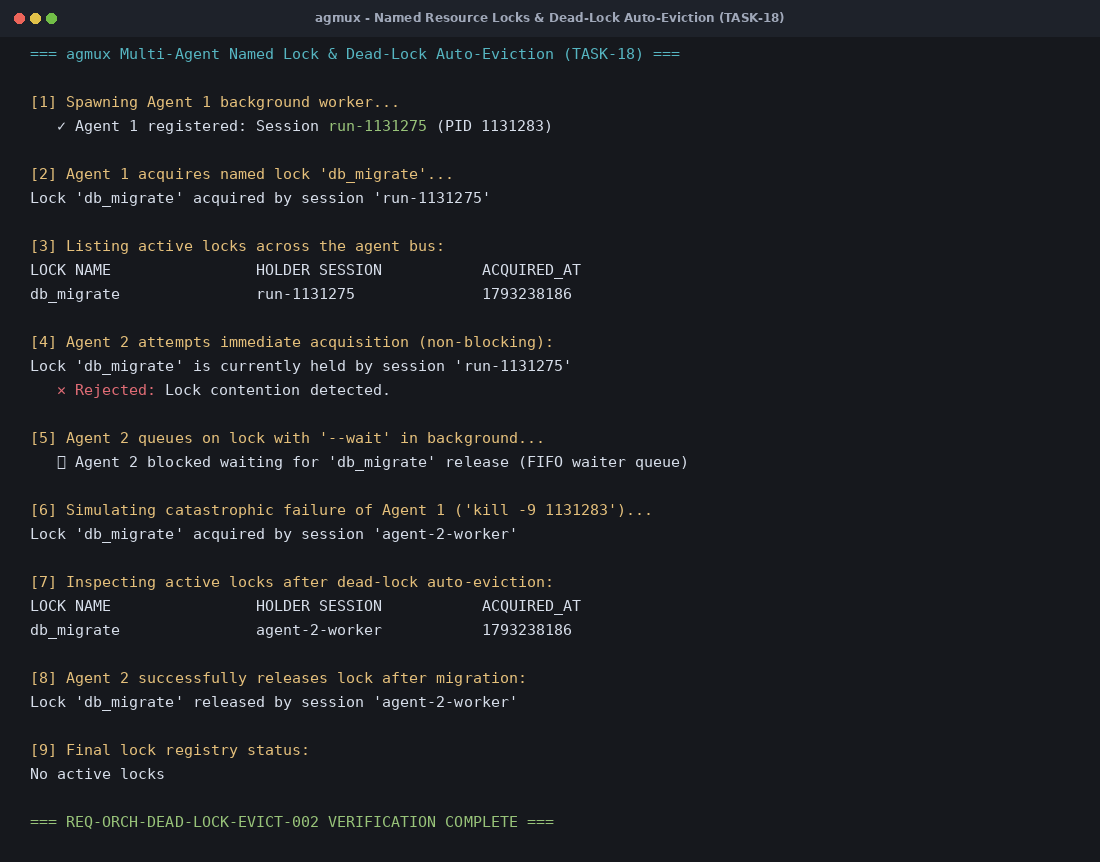 agmux - Named Resource Locks & Dead-Lock Auto-Eviction (TASK-18)
=== agmux Multi-Agent Named Lock & Dead-Lock Auto-Eviction (TASK-18) ===
[1] Spawning Agent 1 background worker...
✓ Agent 1 registered: Session run-1131275 (PID 1131283)
[2] Agent 1 acquires named lock 'db_migrate'...
Lock 'db_migrate' acquired by session 'run-1131275'
[3] Listing active locks across the agent bus:
LOCK NAME HOLDER SESSION ACQUIRED_AT
db_migrate run-1131275 1793238186
[4] Agent 2 attempts immediate acquisition (non-blocking):
Lock 'db_migrate' is currently held by session 'run-1131275'
× Rejected: Lock contention detected.
[5] Agent 2 queues on lock with '--wait' in background...
Agent 2 blocked waiting for 'db_migrate' release (FIFO waiter queue)
[6] Simulating catastrophic failure of Agent 1 ('kill -9 1131283')...
Lock 'db_migrate' acquired by session 'agent-2-worker'
[7] Inspecting active locks after dead-lock auto-eviction:
LOCK NAME HOLDER SESSION ACQUIRED_AT
db_migrate agent-2-worker 1793238186
[8] Agent 2 successfully releases lock after migration:
Lock 'db_migrate' released by session 'agent-2-worker'
[9] Final lock registry status:
No active locks
=== REQ-ORCH-DEAD-LOCK-EVICT-002 VERIFICATION COMPLETE ===